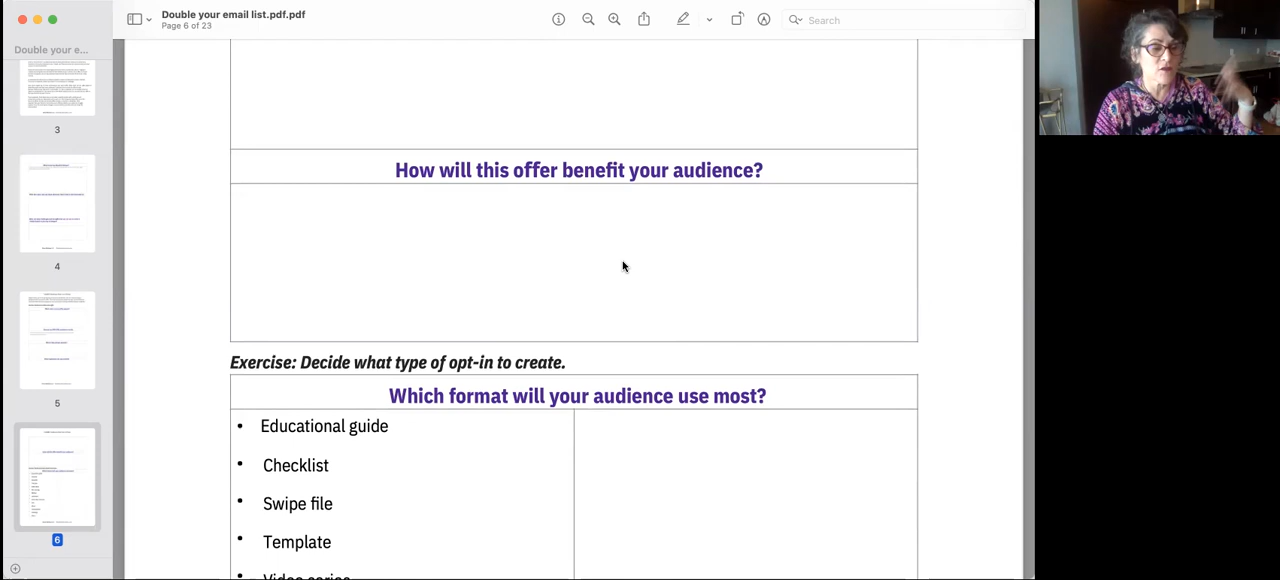 Double your email list.pdf.pdf
Page 6 of 23
Search
Double your e...
3
4
5
6
How will this offer benefit your audience?
Exercise: Decide what type of opt-in to create.
Which format will your audience use most?
• Educational guide
• Checklist
• Swipe file
• Template
• Video series